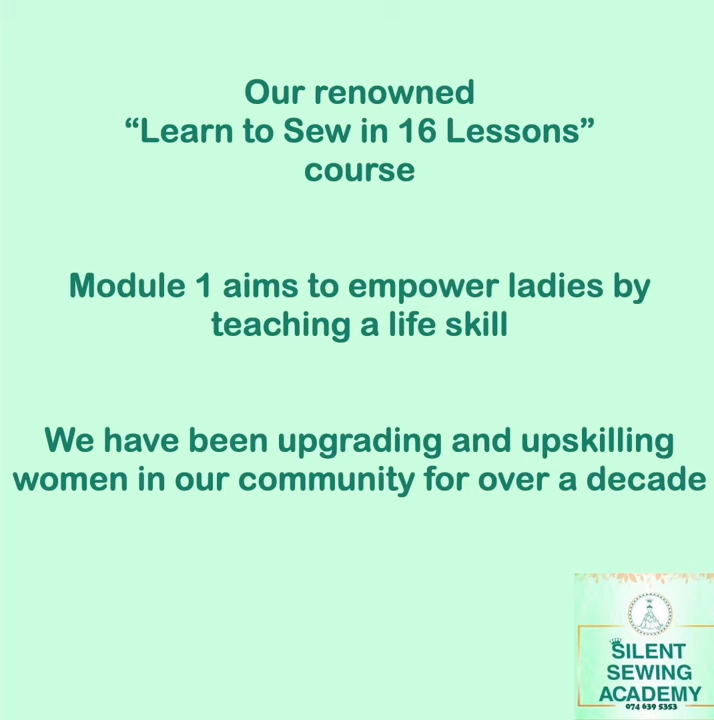 Our renowned
“Learn to Sew in 16 Lessons”
course
Module 1 aims to empower ladies by
teaching a life skill
We have been upgrading and upskilling
women in our community for over a decade
SILENT
SEWING
ACADEMY
074 639 5353